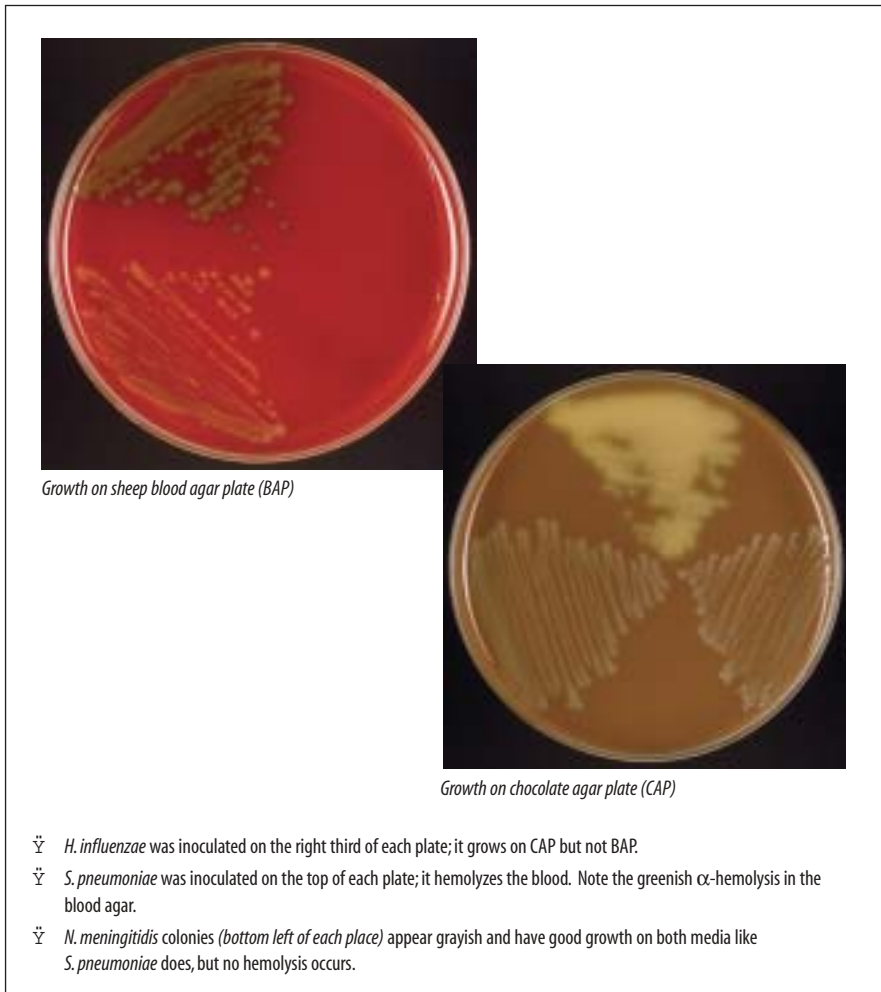 Growth on sheep blood agar plate (BAP)
Growth on chocolate agar plate (CAP)
Ÿ H. influenzae was inoculated on the right third of each plate; it grows on CAP but not BAP.
Ÿ S. pneumoniae was inoculated on the top of each plate; it hemolyzes the blood. Note the greenish α-hemolysis in the
blood agar.
Ÿ N. meningitidis colonies (bottom left of each place) appear grayish and have good growth on both media like
S. pneumoniae does, but no hemolysis occurs.